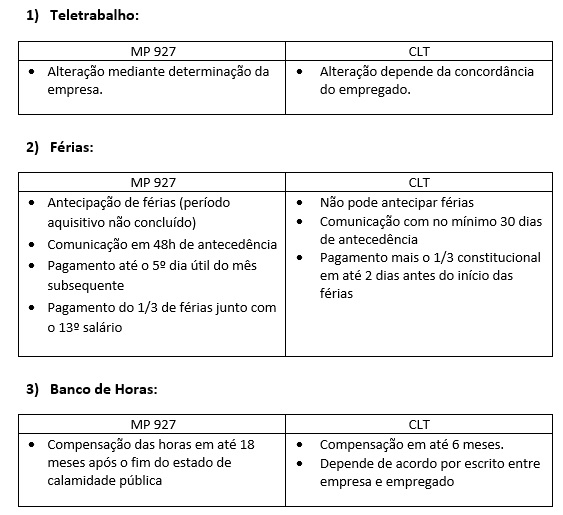 1) Teletrabalho:
MP 927
CLT
• Alteração mediante determinação da
empresa.
• Alteração depende da concordância
do empregado.
2) Férias:
MP 927
CLT
• Antecipação de férias (período
aquisitivo não concluído)
• Comunicação em 48h de antecedência
• Pagamento até o 5º dia útil do mês
subsequente
• Pagamento do 1/3 de férias junto com
o 13º salário
• Não pode antecipar férias
• Comunicação com no mínimo 30 dias
de antecedência
• Pagamento mais o 1/3 constitucional
em até 2 dias antes do início das
férias
3) Banco de Horas:
MP 927
CLT
• Compensação das horas em até 18
meses após o fim do estado de
calamidade pública
• Compensação em até 6 meses.
• Depende de acordo por escrito entre
empresa e empregado